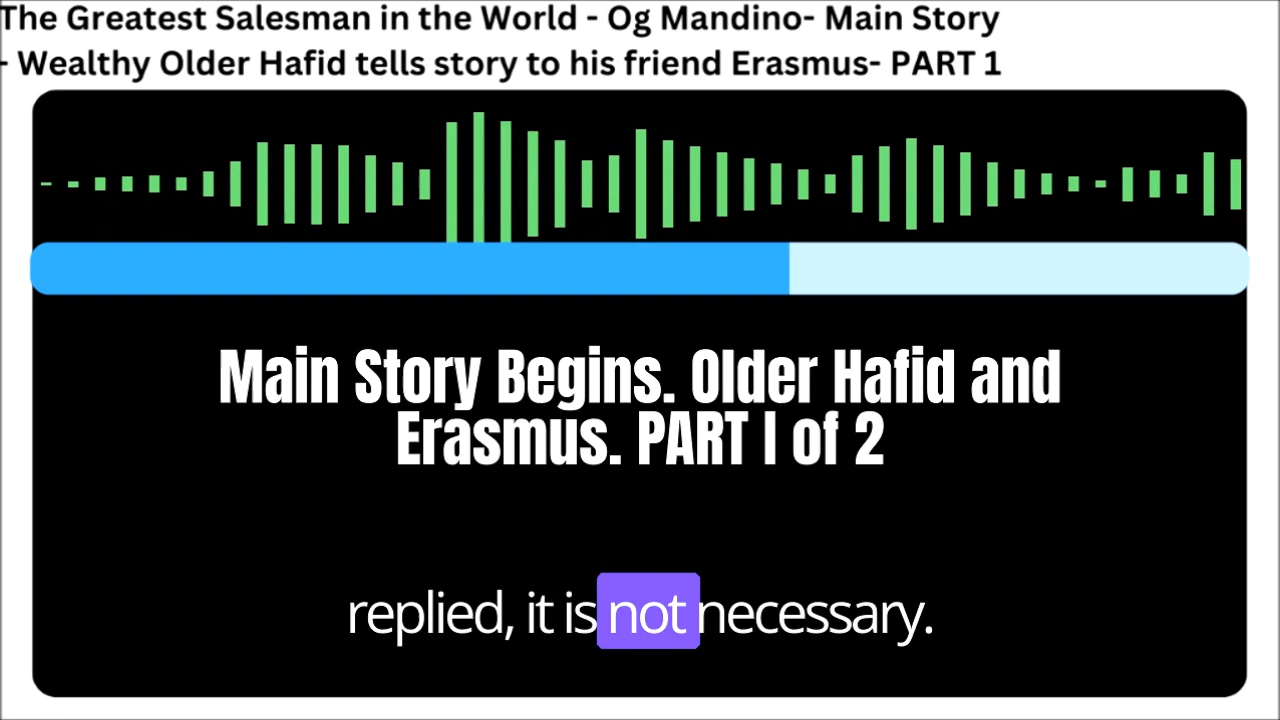 The Greatest Salesman in the World - Og Mandino- Main Story
- Wealthy Older Hafid tells story to his friend Erasmus- PART 1
Main Story Begins. Older Hafid and
Erasmus. PART I of 2
replied, it is not necessary.